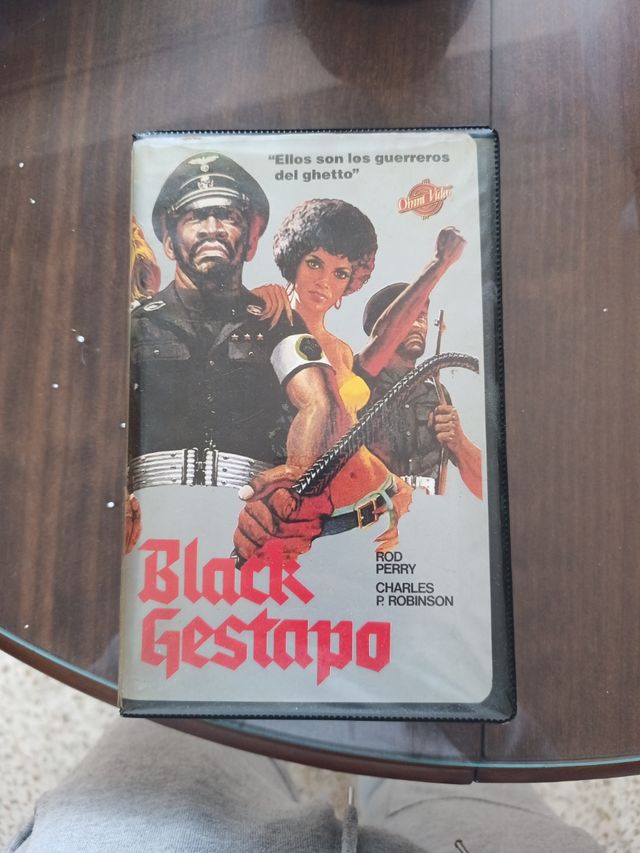 "Ellos son los guerreros
del ghetto"
Omni Video
ROD
PERRY
CHARLES
P. ROBINSON
Black
Gestapo